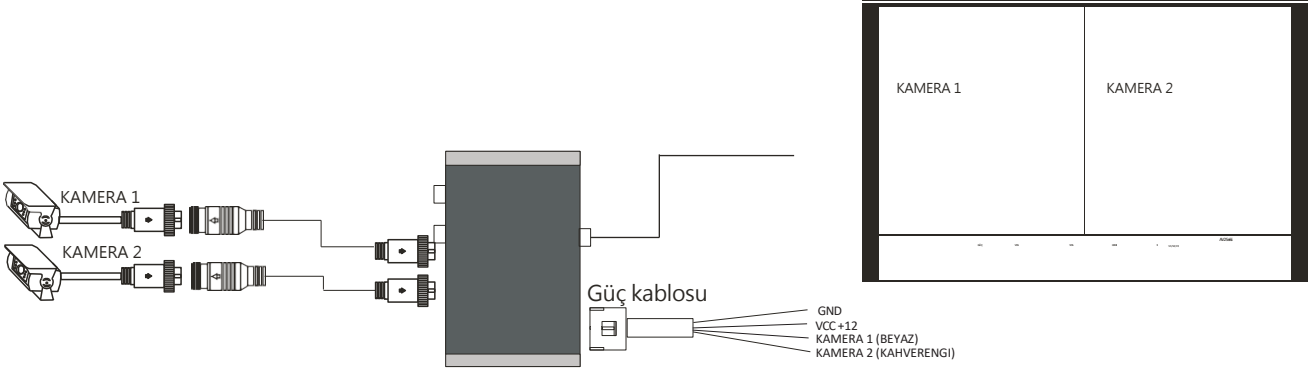 KAMERA 1
KAMERA 2
KAMERA 1
KAMERA 2
Güç kablosu
GND
VCC +12
KAMERA 1 (BEYAZ)
KAMERA 2 (KAHVERENGI)